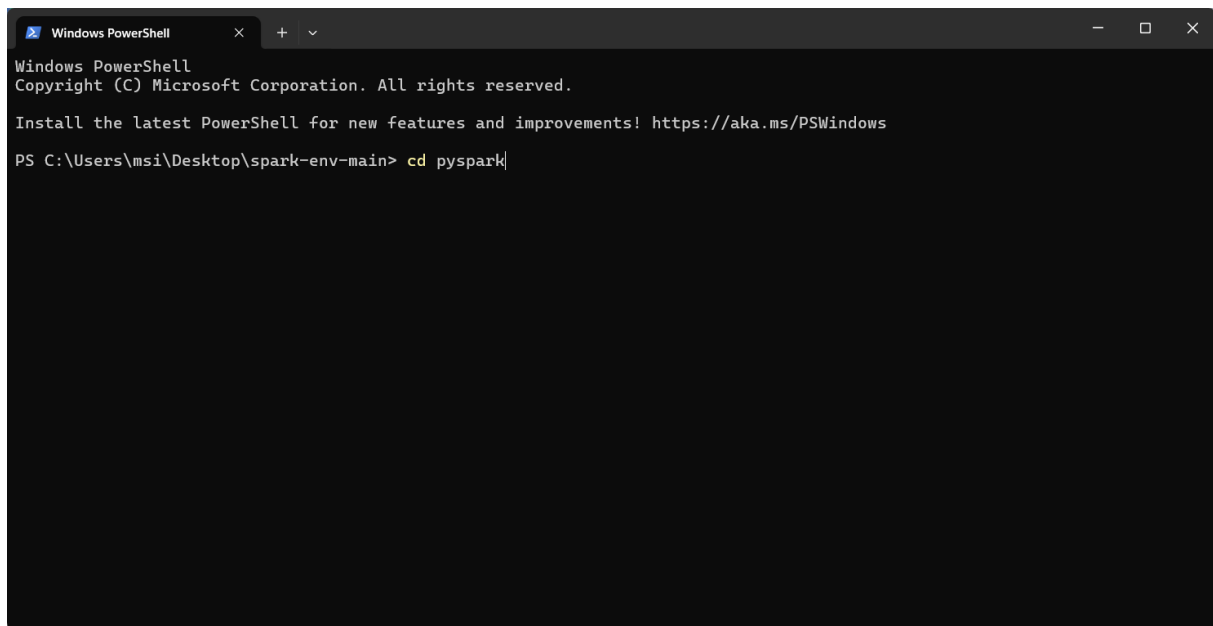 Windows PowerShell
Windows PowerShell
Copyright (C) Microsoft Corporation. All rights reserved.
Install the latest PowerShell for new features and improvements! https://aka.ms/PSWindows
PS C:\Users\msi\Desktop\spark-env-main> cd pyspark